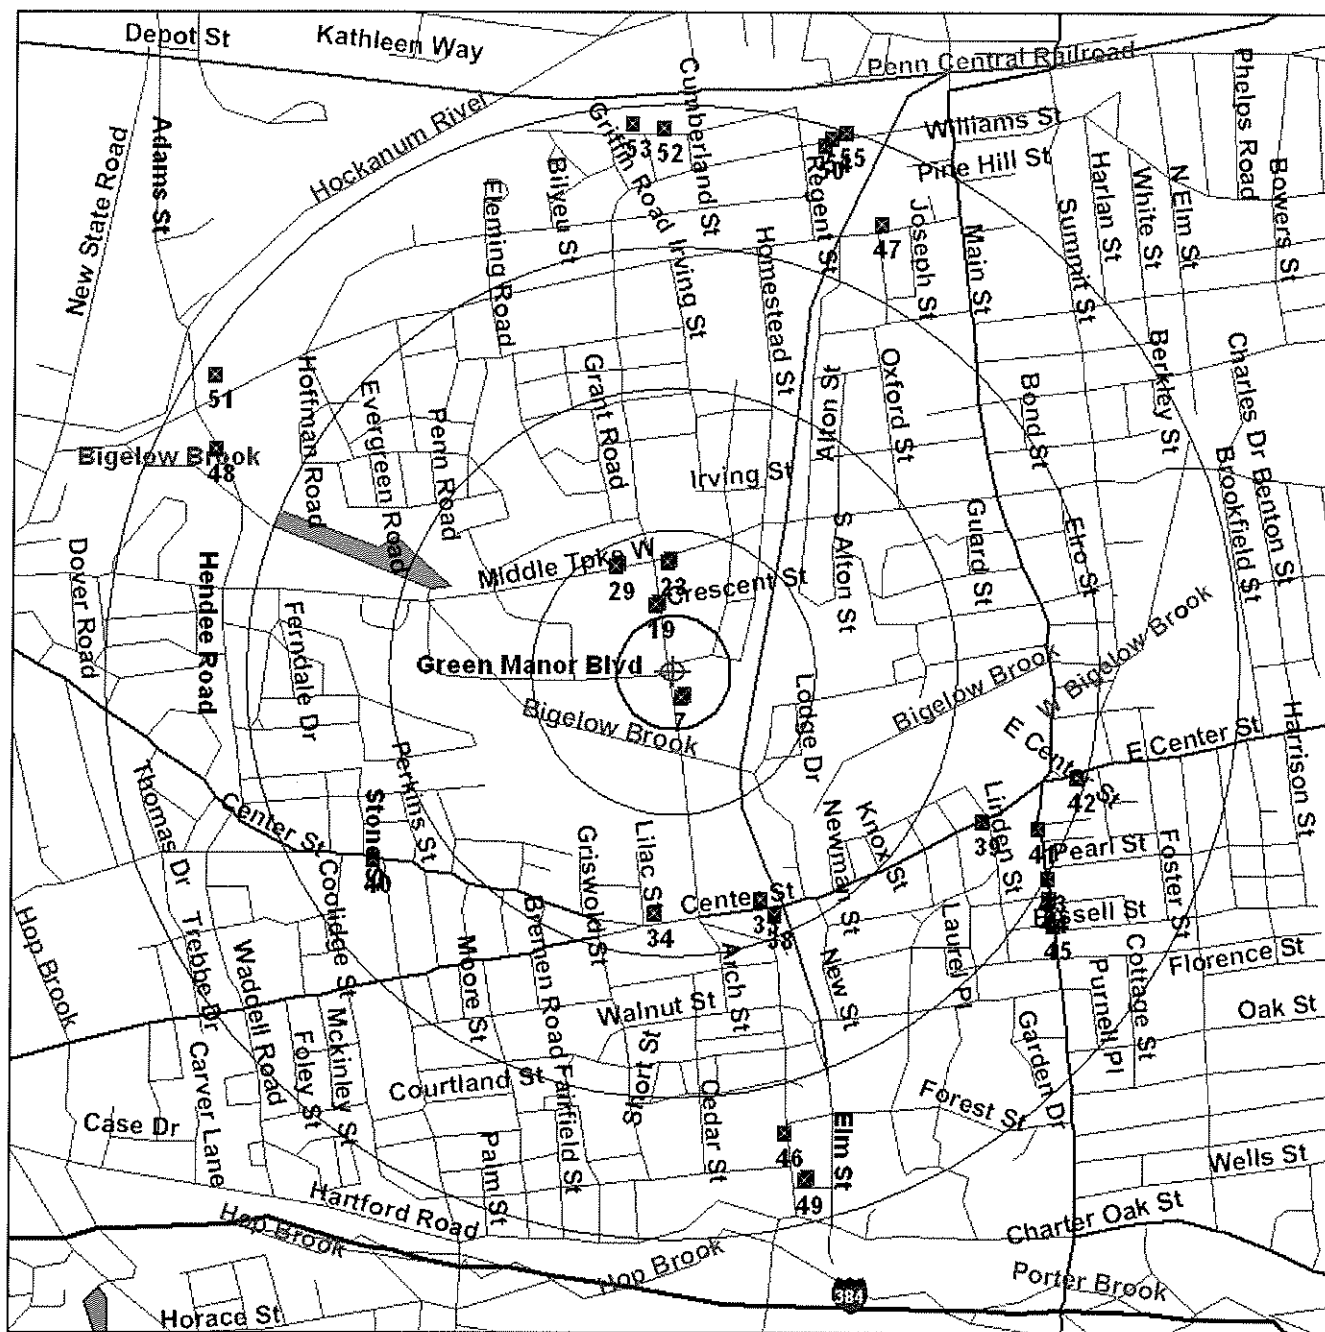 Depot St
Kathleen Way
Penn Central Railroad
Phelps Road
Cumberland St
Hockanum River
Adams St
New State Road
Griffin Road
53
52
55
Williams St
Pine Hill St
Regent St
Harlan St
White St
N Elm St
Bowers St
Bilyeu St
Fleming Road
Irving St
Homestead St
47
Joseph St
Main St
Summit St
51
Hoffman Road
Evergreen Road
Penn Road
Grant Road
Alton St
Oxford St
Bond St
Berkley St
Charles Dr
Benton St
Brookfield St
Bigelow Brook
48
Irving St
Middle Tpke W
29
23
Crescent St
19
S Alton St
Guard St
Elro St
Dover Road
Hendee Road
Ferndale Dr
Green Manor Blvd
7
Bigelow Brook
Lodge Dr
Bigelow Brook
W Bigelow Brook
E Center St
E Center St
Harrison St
42
Thomas Dr
Center St
Stone St
40
Perkins St
Griswold St
Lilac St
34
Center St
38
Newman St
Knox St
39
Linden St
41
Pearl St
Foster St
Bissell St
45
Hop Brook
Trebbe Dr
Waddell Road
Coolidge St
Moore St
Bremen Road
Arch St
New St
Laurel Pl
Cottage St
Florence St
Walnut St
Oak St
Purnell Pl
Garden Dr
Carver Lane
Foley St
Mckinley St
Courtland St
Fairfield St
Short St
Cedar St
Forest St
Case Dr
46
Elm St
Wells St
49
Palm St
Hartford Road
Hop Brook
Charter Oak St
Hop Brook
Porter Brook
384
Horace St